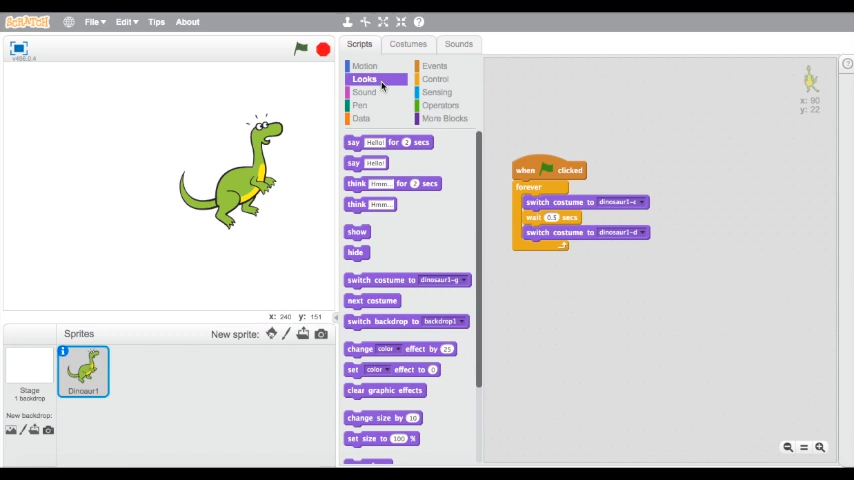 SCRATCH File Edit Tips About
v456.0.4
Scripts Costumes Sounds
Motion Events
Looks Control
Sound Sensing
Pen Operators
Data More Blocks
say Hello! for 2 secs
say Hello!
think Hmm... for 2 secs
think Hmm...
show
hide
switch costume to dinosaur1-g
next costume
switch backdrop to backdrop1
change color effect by 25
set color effect to 0
clear graphic effects
change size by 10
set size to 100 %
when clicked
forever
switch costume to dinosaur1-c
wait 0.5 secs
switch costume to dinosaur1-d
x: 90
y: 22
x: 240 y: 151
Sprites New sprite:
Stage
1 backdrop
New backdrop:
Dinosaur1